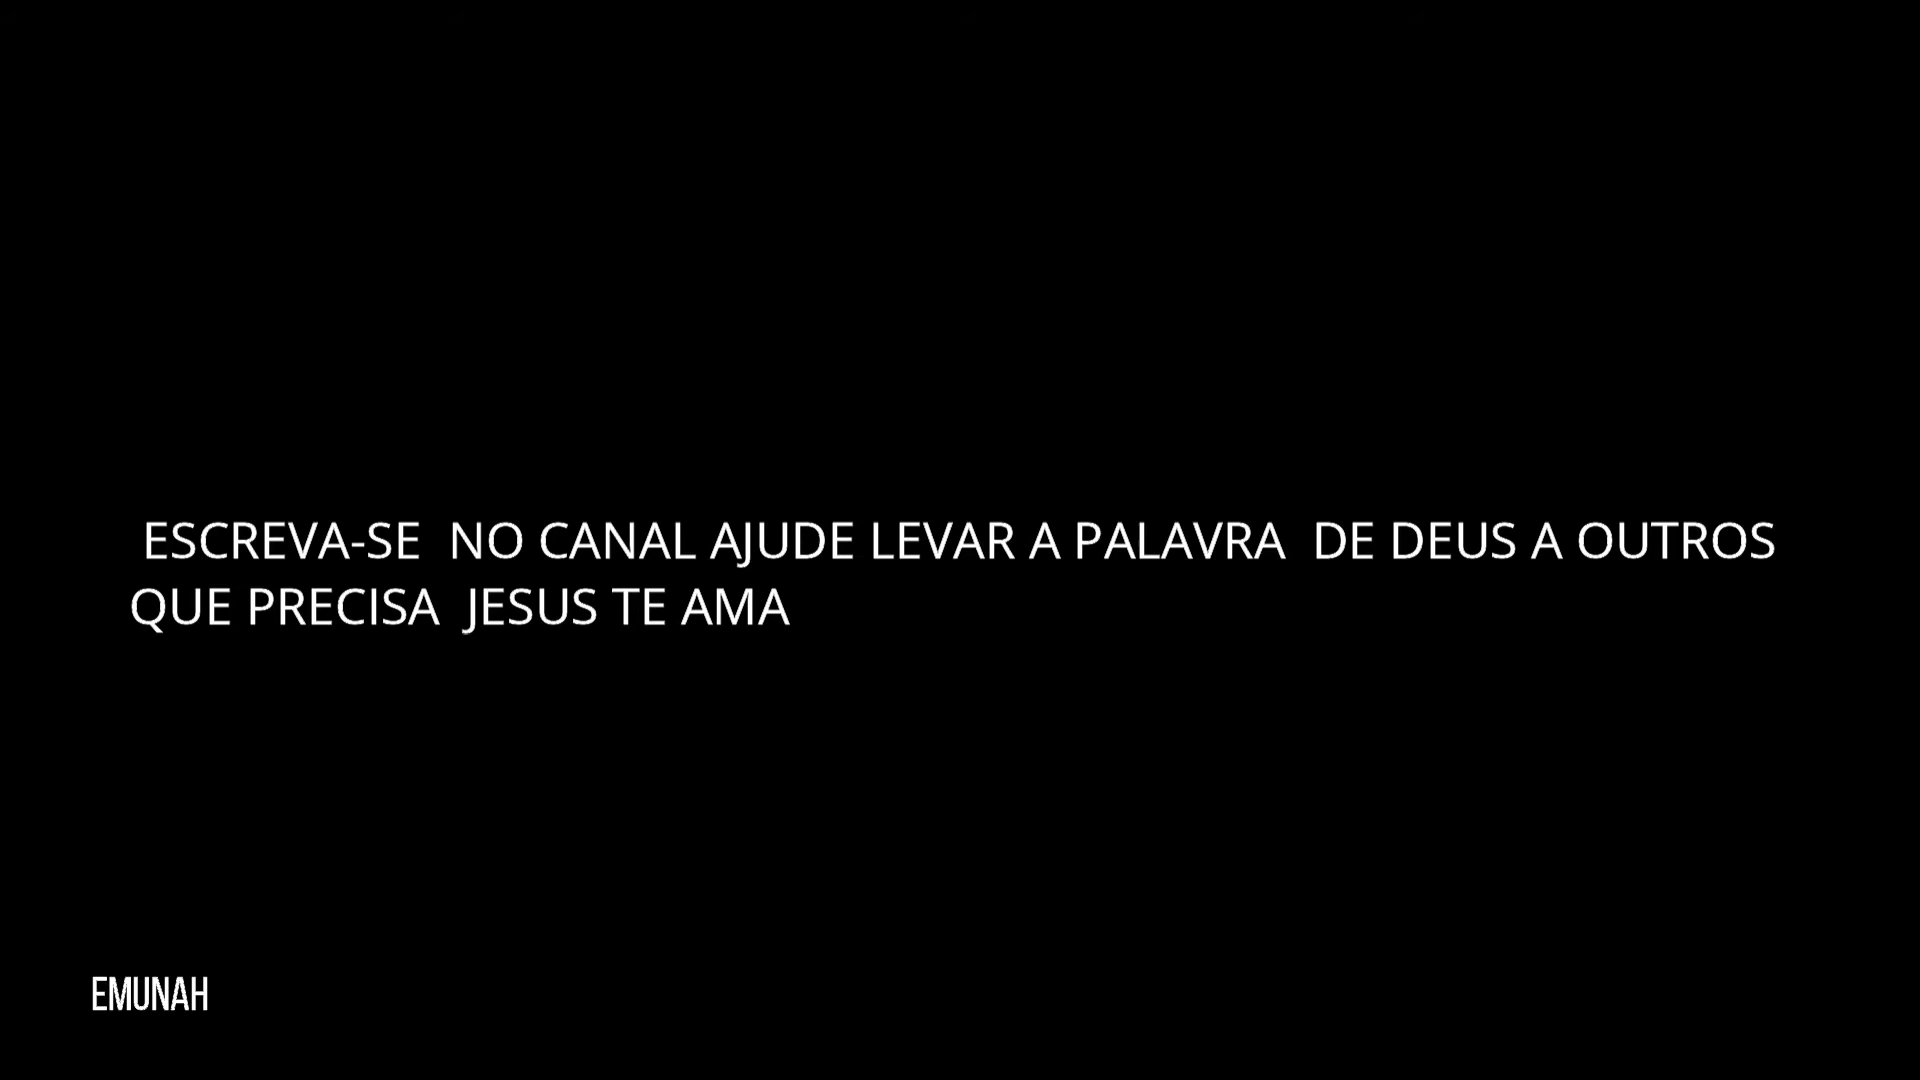 ESCREVA-SE  NO CANAL AJUDE LEVAR A PALAVRA  DE DEUS A OUTROS
QUE PRECISA  JESUS TE AMA
EMUNAH